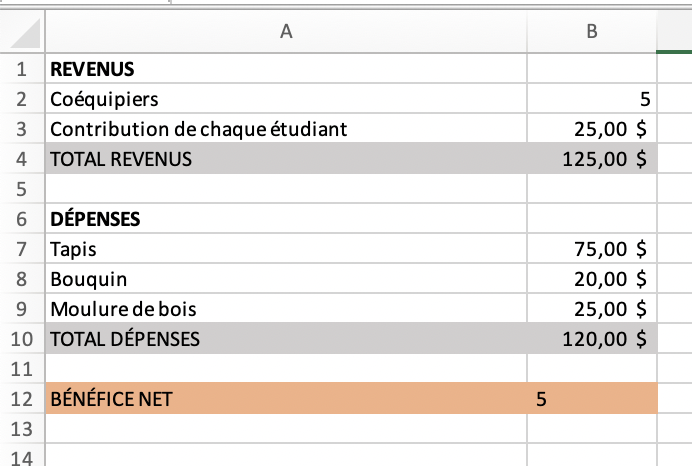 A B
1 REVENUS
2 Coéquipiers 5
3 Contribution de chaque étudiant 25,00 $
4 TOTAL REVENUS 125,00 $
5
6 DÉPENSES
7 Tapis 75,00 $
8 Bouquin 20,00 $
9 Moulure de bois 25,00 $
10 TOTAL DÉPENSES 120,00 $
11
12 BÉNÉFICE NET 5
13
14